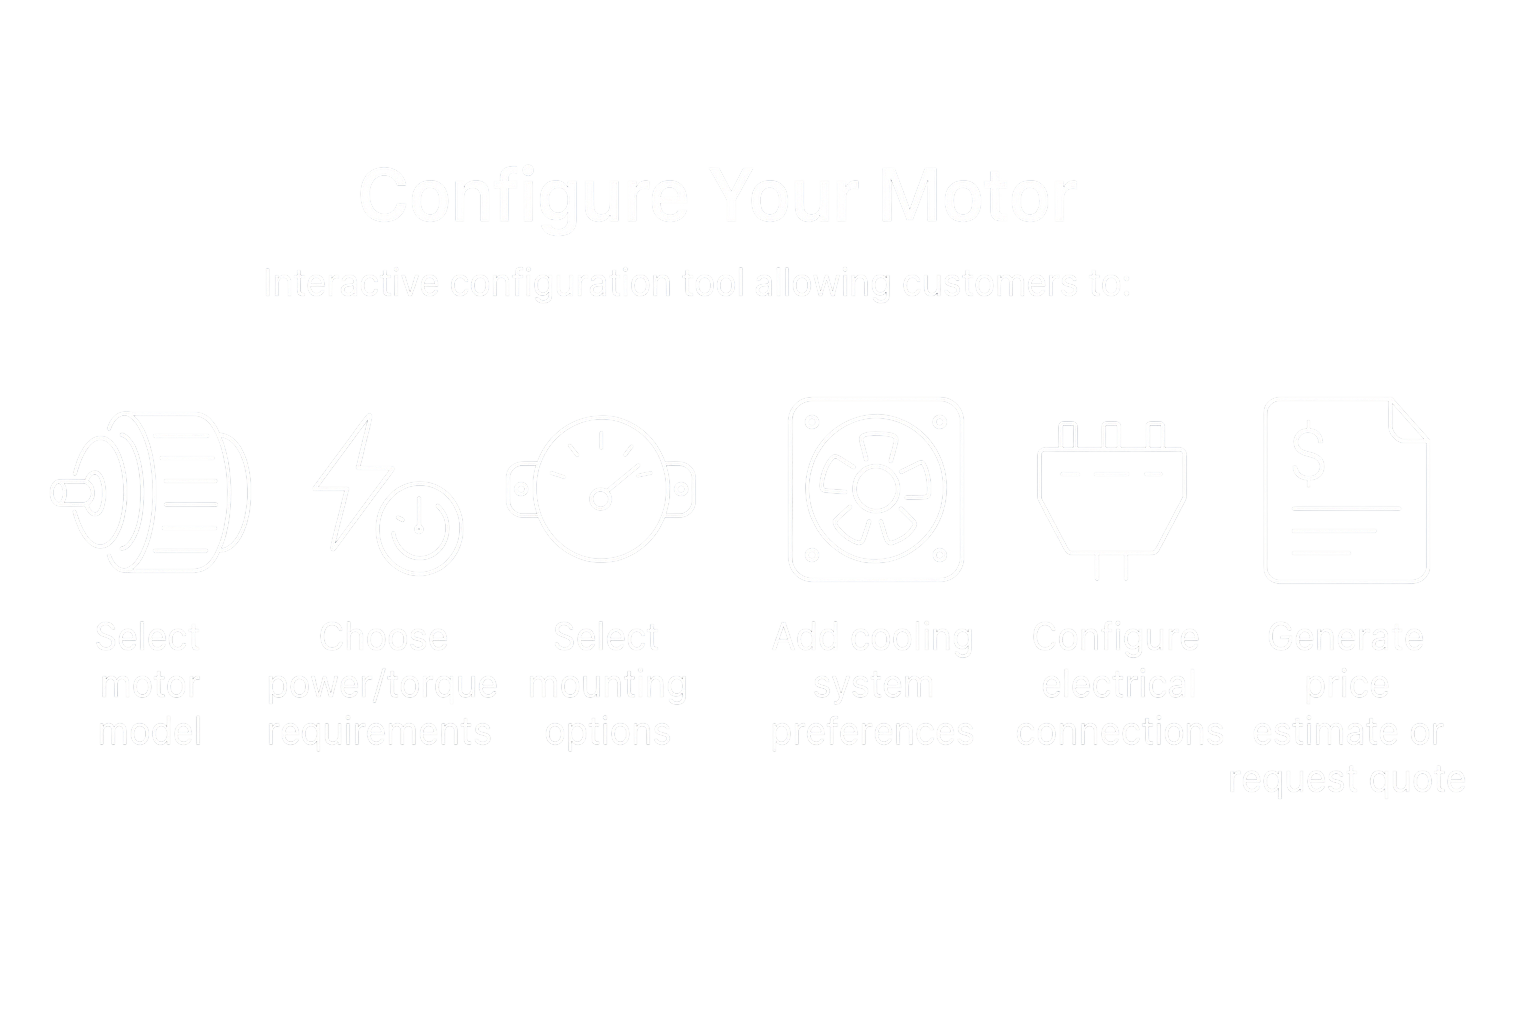 Configure Your Motor
Interactive configuration tool allowing customers to:
Select
motor
model
Choose
power/torque
requirements
Select
mounting
options
Add cooling
system
preferences
Configure
electrical
connections
$
Generate
price
estimate or
request quote